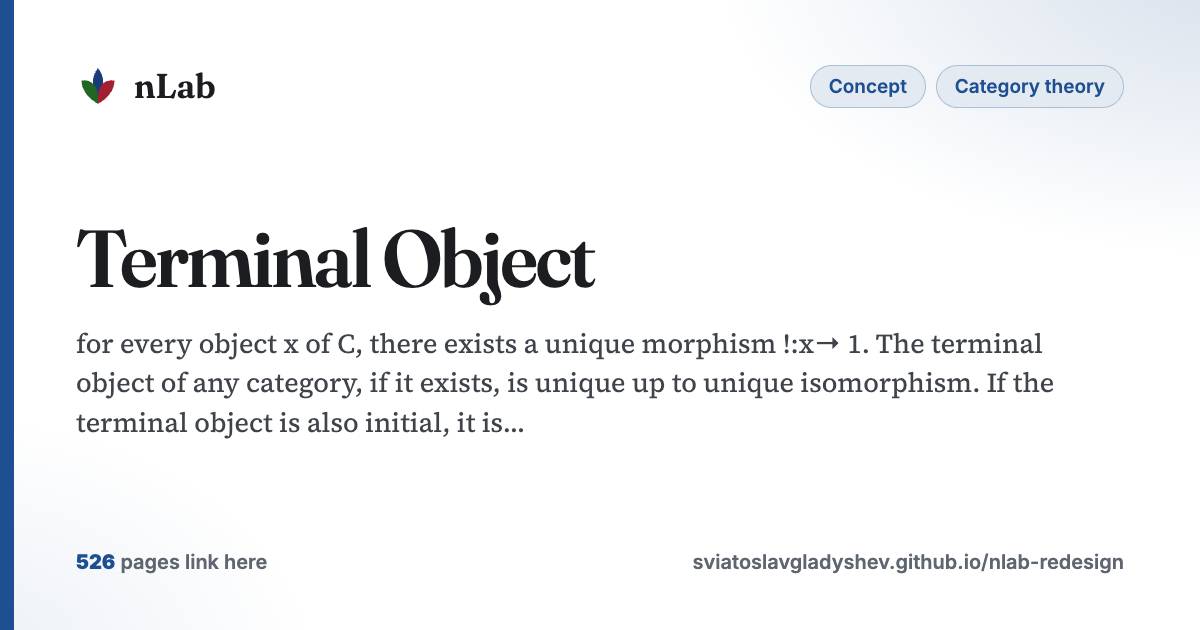 nLab
Concept
Category theory
Terminal Object
for every object x of C, there exists a unique morphism !:x→ 1. The terminal
object of any category, if it exists, is unique up to unique isomorphism. If the
terminal object is also initial, it is...
526 pages link here
sviatoslavgladyshev.github.io/nlab-redesign